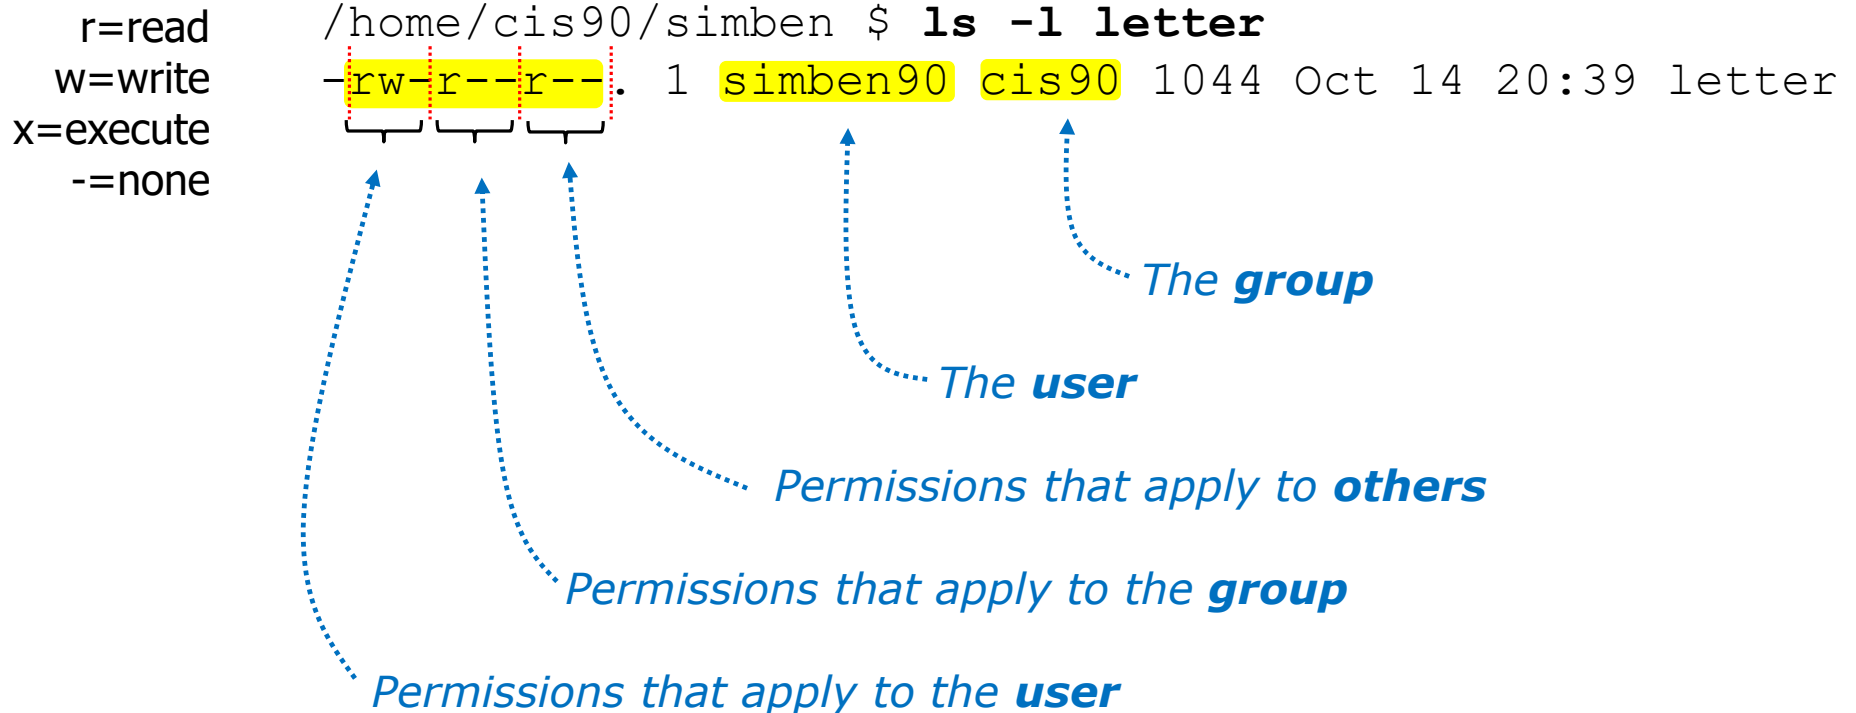 r=read
w=write
x=execute
-=none
/home/cis90/simben $ ls -l letter
-rw-r--r--. 1 simben90 cis90 1044 Oct 14 20:39 letter
The group
The user
Permissions that apply to others
Permissions that apply to the group
Permissions that apply to the user